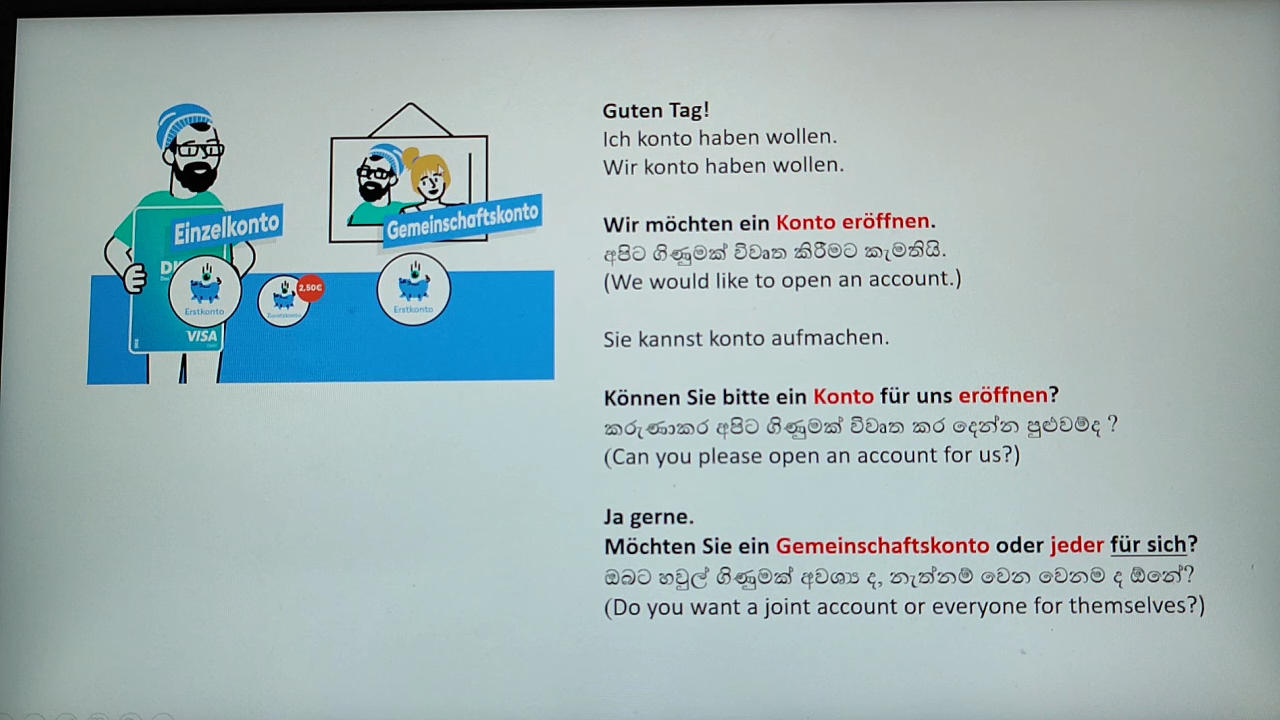 Guten Tag!
Ich konto haben wollen.
Wir konto haben wollen.
Wir möchten ein Konto eröffnen.
අපිට ගිණුමක් විවෘත කිරීමට කැමතියි.
(We would like to open an account.)
Sie kannst konto aufmachen.
Können Sie bitte ein Konto für uns eröffnen?
කරුණාකර අපිට ගිණුමක් විවෘත කර දෙන්න පුළුවම්ද ?
(Can you please open an account for us?)
Ja gerne.
Möchten Sie ein Gemeinschaftskonto oder jeder für sich?
ඔබට හවුල් ගිණුමක් අවශ්‍ය ද, නැත්නම් වෙන වෙනම ද ඕනේ?
(Do you want a joint account or everyone for themselves?)
Einzelkonto
Gemeinschaftskonto
Erstkonto
2,50€
Erstkonto
VISA